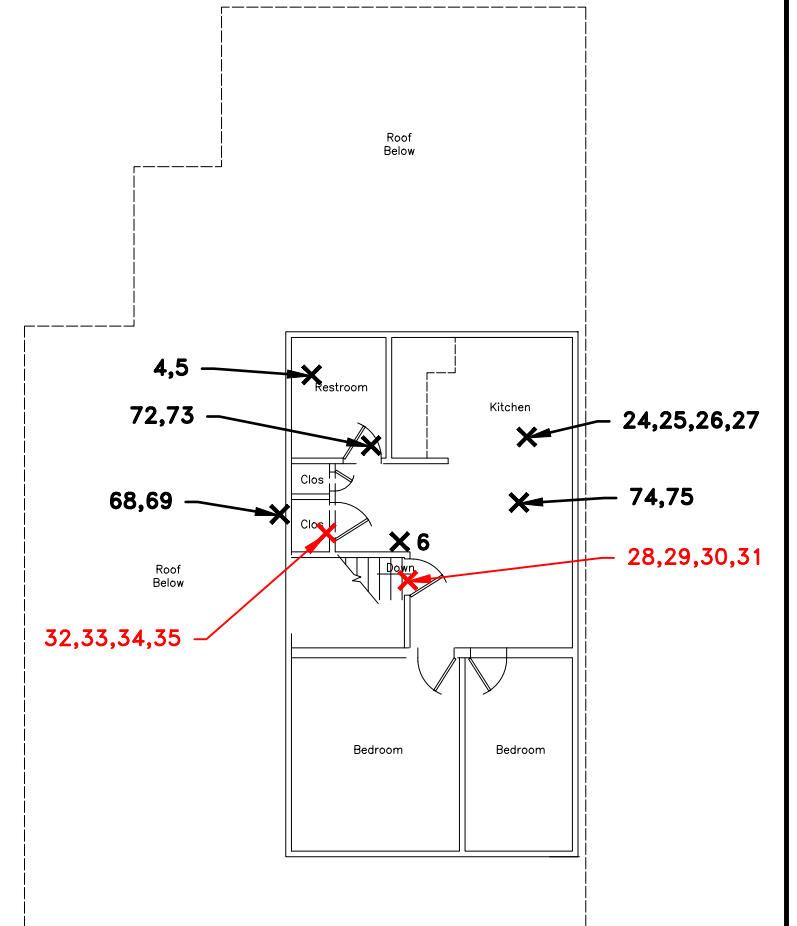 Roof
Below
4,5
Restroom
72,73
Kitchen
24,25,26,27
Clos
68,69
Clos
74,75
6
Down
28,29,30,31
Roof
Below
32,33,34,35
Bedroom
Bedroom